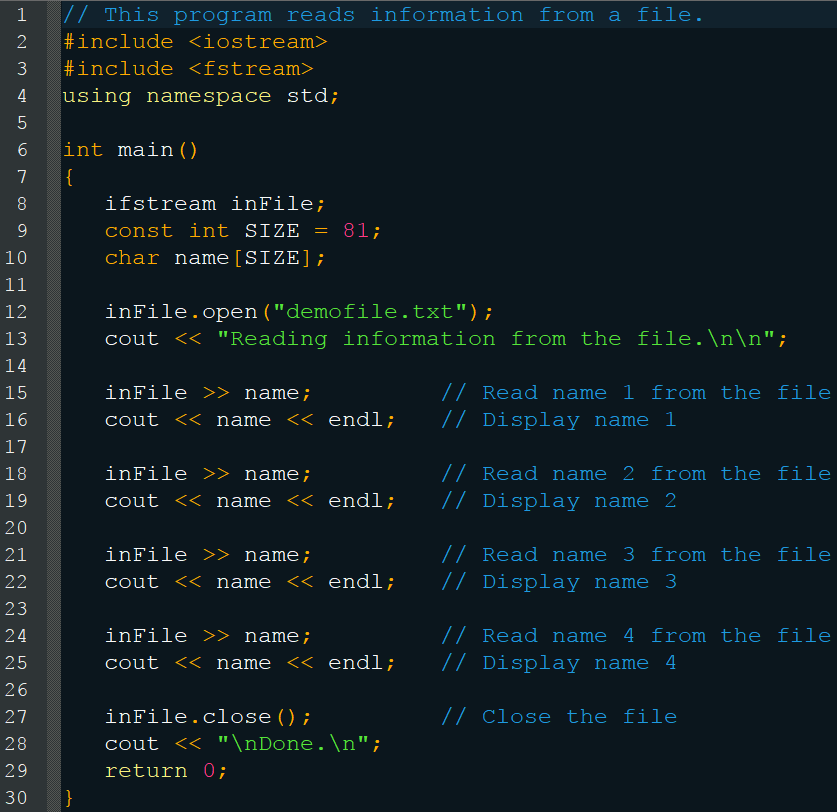 1 // This program reads information from a file.
2 #include <iostream>
3 #include <fstream>
4 using namespace std;
5
6 int main()
7 {
8    ifstream inFile;
9    const int SIZE = 81;
10    char name[SIZE];
11
12    inFile.open("demofile.txt");
13    cout << "Reading information from the file.\n\n";
14
15    inFile >> name;         // Read name 1 from the file
16    cout << name << endl;   // Display name 1
17
18    inFile >> name;         // Read name 2 from the file
19    cout << name << endl;   // Display name 2
20
21    inFile >> name;         // Read name 3 from the file
22    cout << name << endl;   // Display name 3
23
24    inFile >> name;         // Read name 4 from the file
25    cout << name << endl;   // Display name 4
26
27    inFile.close();         // Close the file
28    cout << "\nDone.\n";
29    return 0;
30 }